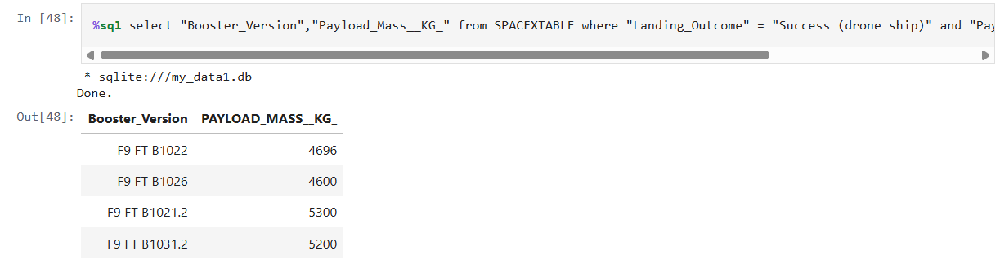 In [48]:
%sql select "Booster_Version","Payload_Mass__KG_" from SPACEXTABLE where "Landing_Outcome" = "Success (drone ship)" and "Pay
* sqlite:///my_data1.db
Done.
Out[48]:
Booster_Version PAYLOAD_MASS__KG_
F9 FT B1022 4696
F9 FT B1026 4600
F9 FT B1021.2 5300
F9 FT B1031.2 5200